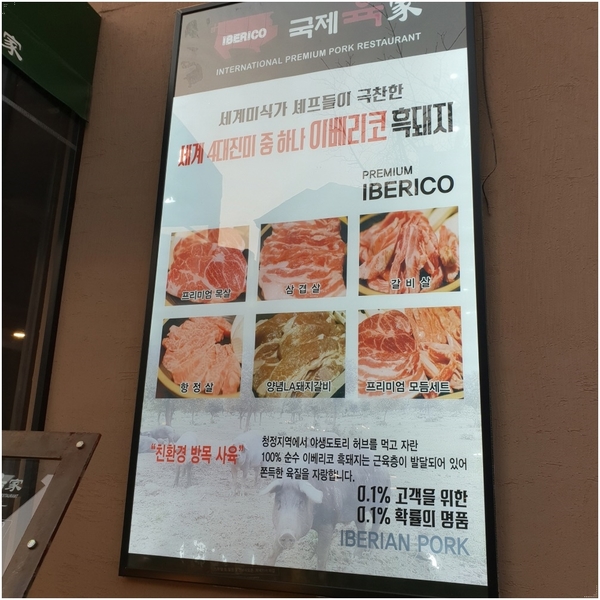 IBERICO 국제육家
INTERNATIONAL PREMIUM PORK RESTAURANT
세계미식가 셰프들이 극찬한
세계 4대진미 중 하나 이베리코 흑돼지
PREMIUM
IBERICO
프리미엄 목살
삼겹살
갈비살
항정살
양념LA돼지갈비
프리미엄 모듬세트
"친환경 방목 사육"
청정지역에서 야생도토리 허브를 먹고 자란
100% 순수 이베리코 흑돼지는 근육층이 발달되어 있어
쫀득한 육질을 자랑합니다.
0.1% 고객을 위한
0.1% 확률의 명품
IBERIAN PORK
家
家